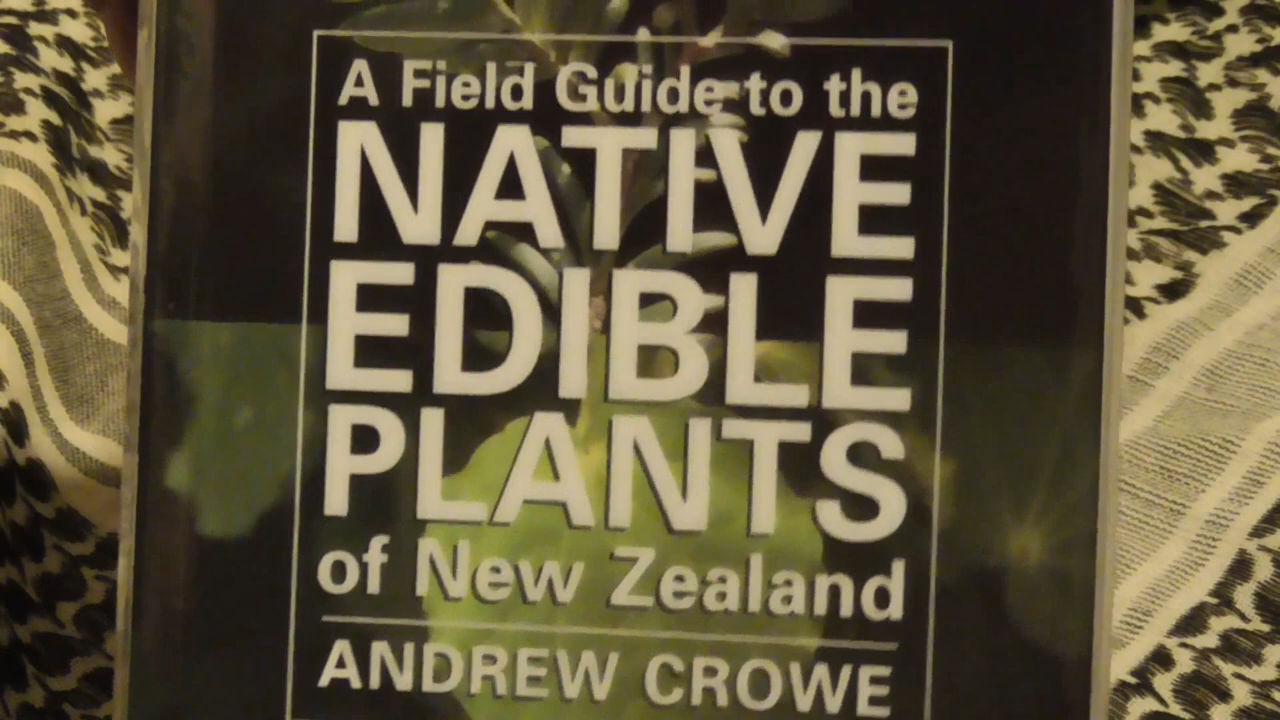 A Field Guide to the
NATIVE
EDIBLE
PLANTS
of New Zealand
ANDREW CROWE